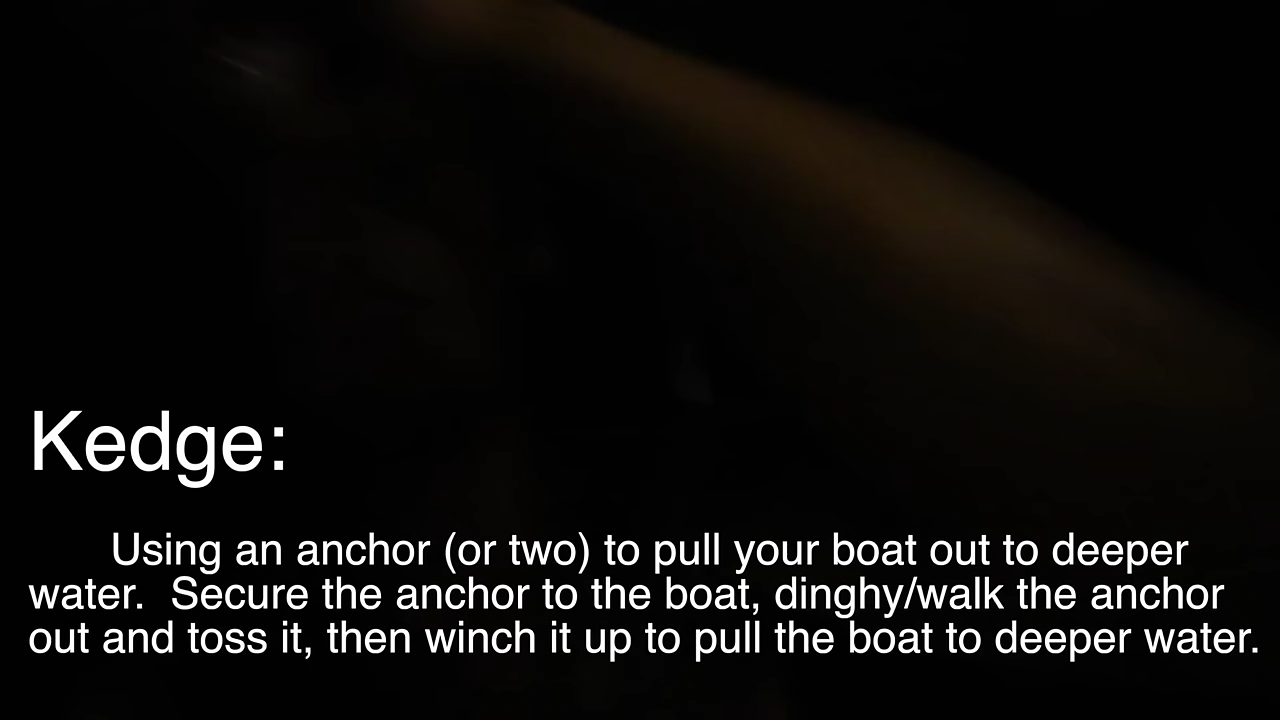 Kedge:
Using an anchor (or two) to pull your boat out to deeper
water.  Secure the anchor to the boat, dinghy/walk the anchor
out and toss it, then winch it up to pull the boat to deeper water.